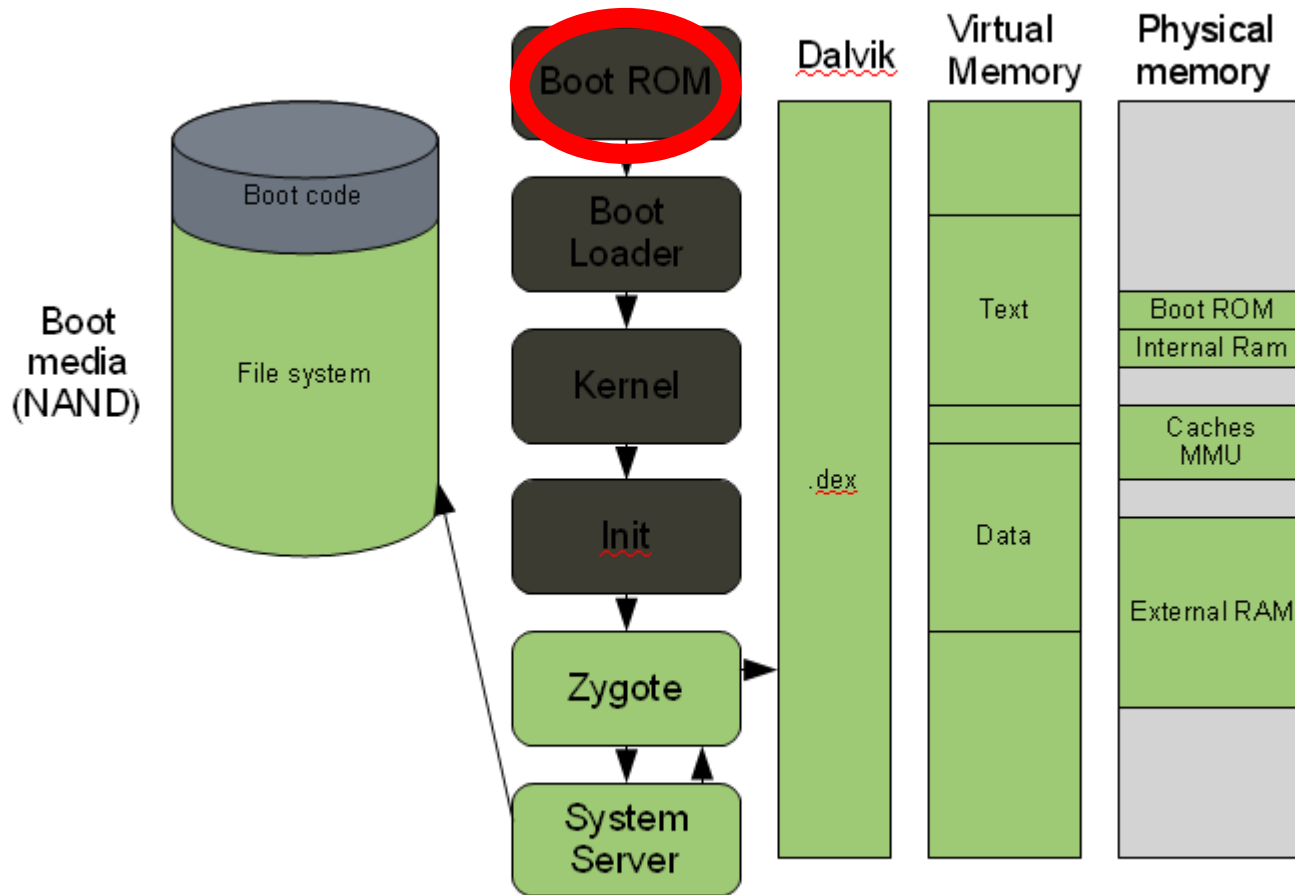 Boot ROM
Boot
Loader
Kernel
Init
Zygote
System
Server
Boot code
File system
Boot
media
(NAND)
Dalvik
.dex
Virtual
Memory
Text
Data
Physical
memory
Boot ROM
Internal Ram
Caches
MMU
External RAM